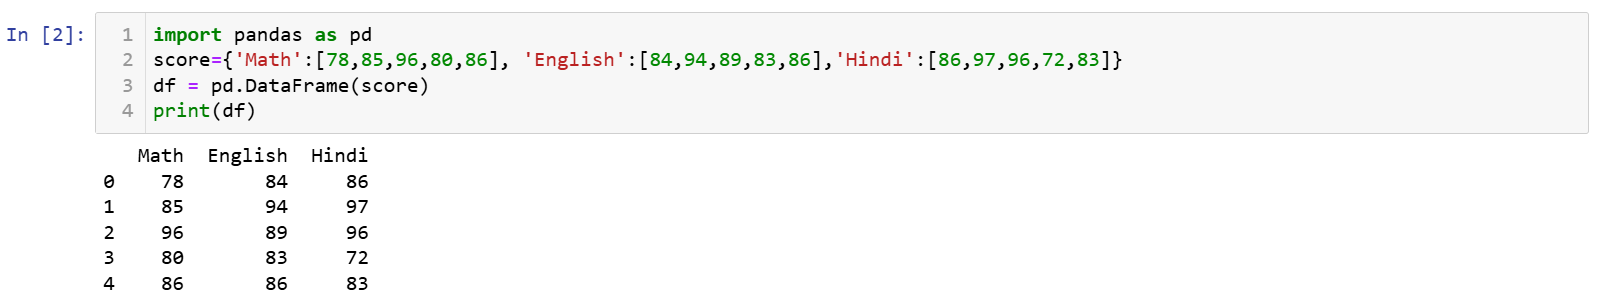 In [2]:
1 import pandas as pd
2 score={'Math':[78,85,96,80,86], 'English':[84,94,89,83,86],'Hindi':[86,97,96,72,83]}
3 df = pd.DataFrame(score)
4 print(df)
Math English Hindi
0 78 84 86
1 85 94 97
2 96 89 96
3 80 83 72
4 86 86 83